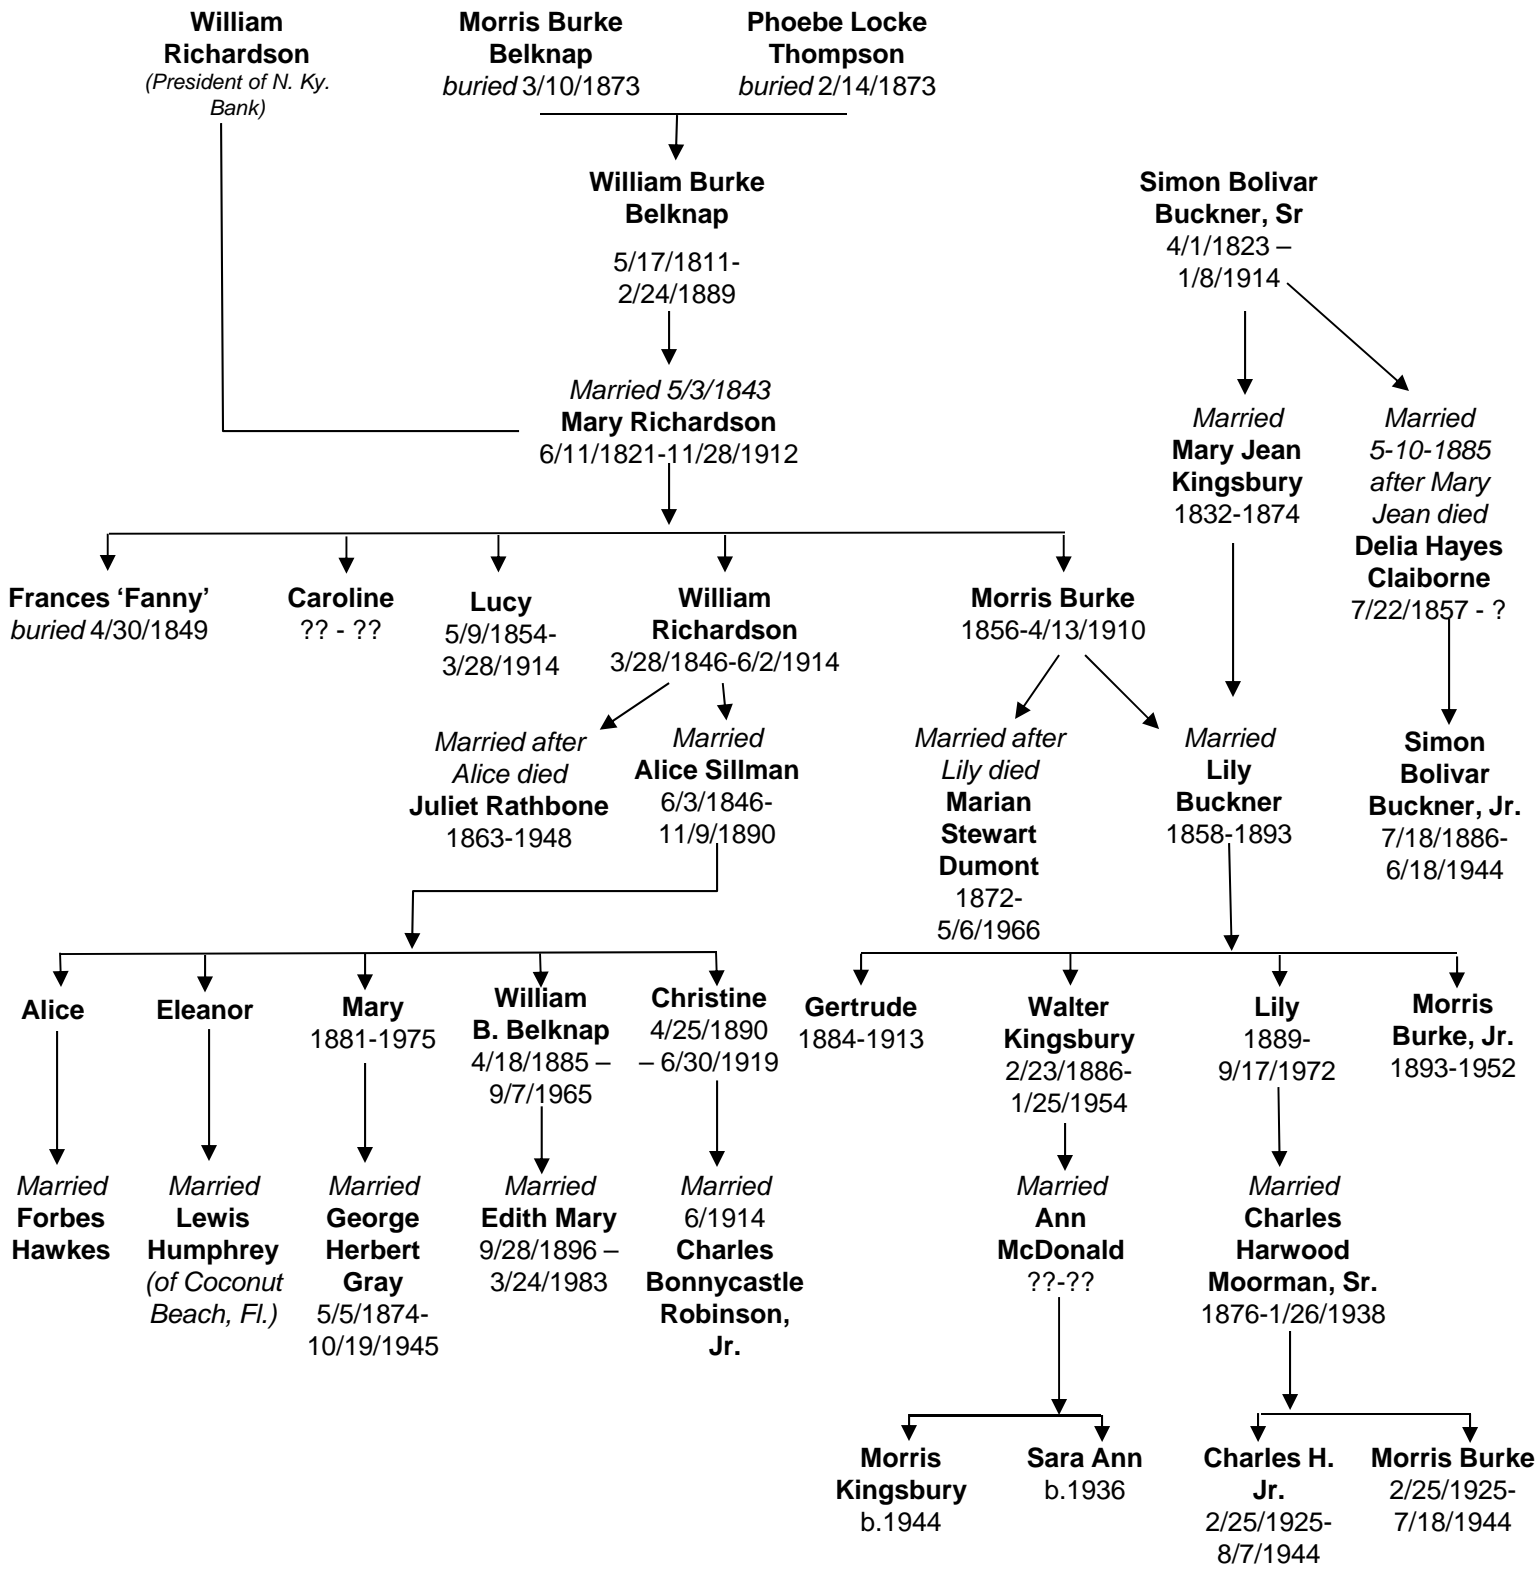 William
Richardson
(President of N. Ky.
Bank)
Morris Burke
Belknap
buried 3/10/1873
Phoebe Locke
Thompson
buried 2/14/1873
William Burke
Belknap
5/17/1811-
2/24/1889
Simon Bolivar
Buckner, Sr
4/1/1823 –
1/8/1914
Married 5/3/1843
Mary Richardson
6/11/1821-11/28/1912
Married
Mary Jean
Kingsbury
1832-1874
Married
5-10-1885
after Mary
Jean died
Delia Hayes
Claiborne
7/22/1857 - ?
Frances ‘Fanny’
buried 4/30/1849
Caroline
?? - ??
Lucy
5/9/1854-
3/28/1914
William
Richardson
3/28/1846-6/2/1914
Morris Burke
1856-4/13/1910
Married after
Alice died
Juliet Rathbone
1863-1948
Married
Alice Sillman
6/3/1846-
11/9/1890
Married after
Lily died
Marian
Stewart
Dumont
1872-
5/6/1966
Married
Lily
Buckner
1858-1893
Simon
Bolivar
Buckner, Jr.
7/18/1886-
6/18/1944
Alice
Eleanor
Mary
1881-1975
William
B. Belknap
4/18/1885 –
9/7/1965
Christine
4/25/1890
– 6/30/1919
Gertrude
1884-1913
Walter
Kingsbury
2/23/1886-
1/25/1954
Lily
1889-
9/17/1972
Morris
Burke, Jr.
1893-1952
Married
Forbes
Hawkes
Married
Lewis
Humphrey
(of Coconut
Beach, Fl.)
Married
George
Herbert
Gray
5/5/1874-
10/19/1945
Married
Edith Mary
9/28/1896 –
3/24/1983
Married
6/1914
Charles
Bonnycastle
Robinson,
Jr.
Married
Ann
McDonald
??-??
Married
Charles
Harwood
Moorman, Sr.
1876-1/26/1938
Morris
Kingsbury
b.1944
Sara Ann
b.1936
Charles H.
Jr.
2/25/1925-
8/7/1944
Morris Burke
2/25/1925-
7/18/1944